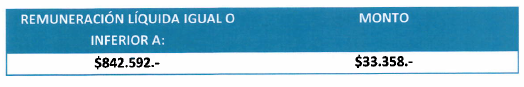 REMUNERACIÓN LÍQUIDA IGUAL O MONTO
INFERIOR A:
$842.592.- $33.358.-